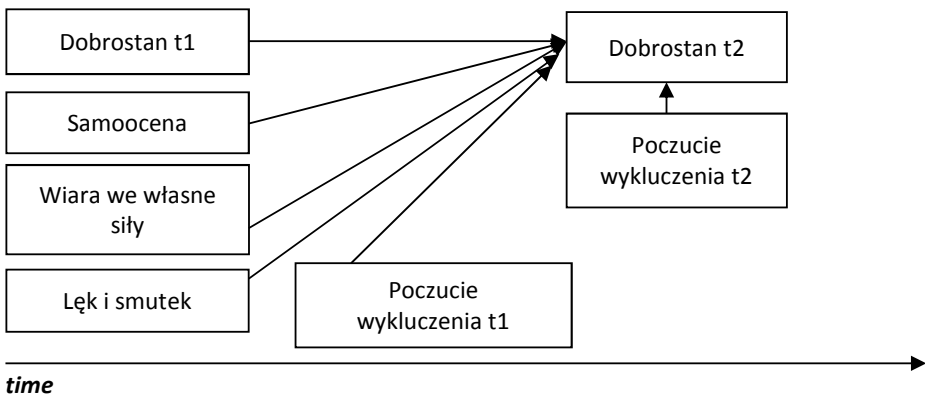 Dobrostan t1
Dobrostan t2
Samoocena
Poczucie
wykluczenia t2
Wiara we własne
siły
Lęk i smutek
Poczucie
wykluczenia t1
time